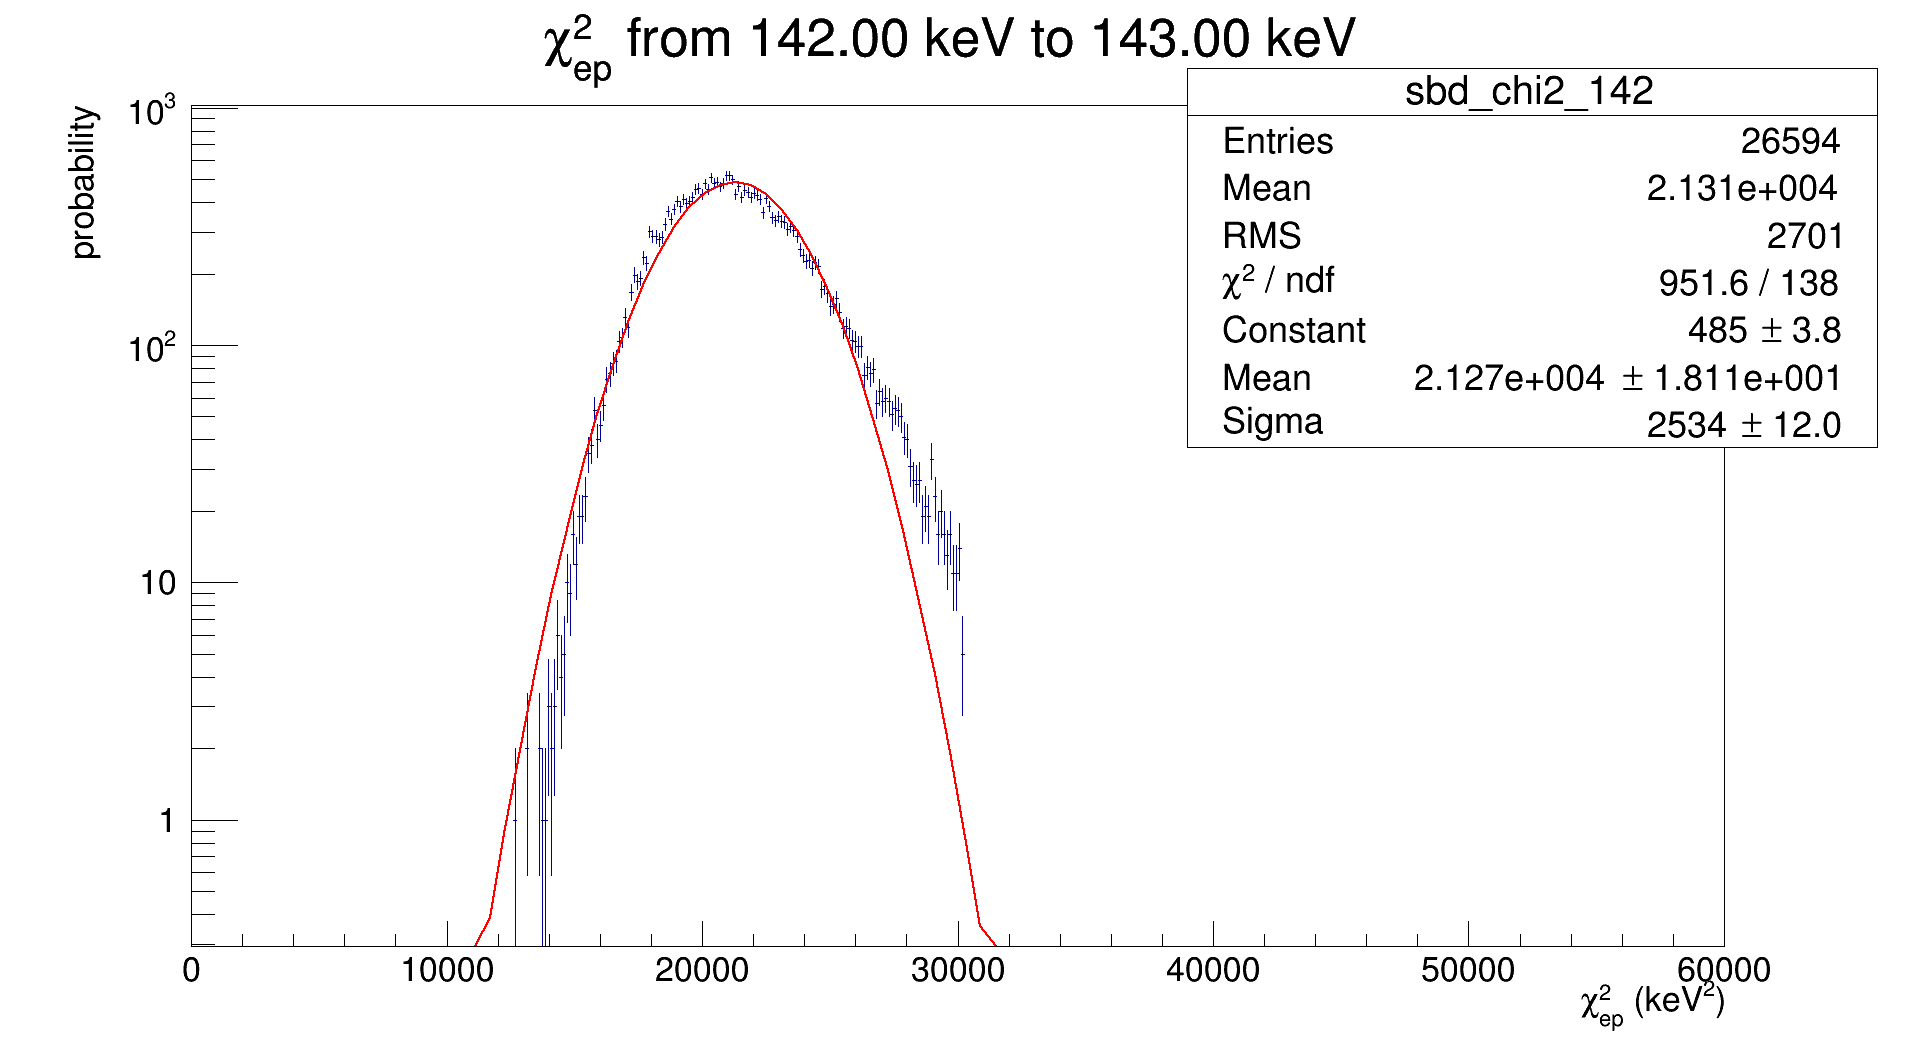 χ²ep from 142.00 keV to 143.00 keV
probability
10³
10²
10
1
0 10000 20000 30000 40000 50000 60000
χ²ep (keV²)
sbd_chi2_142
Entries 26594
Mean 2.131e+004
RMS 2701
χ² / ndf 951.6 / 138
Constant 485 ± 3.8
Mean 2.127e+004 ± 1.811e+001
Sigma 2534 ± 12.0